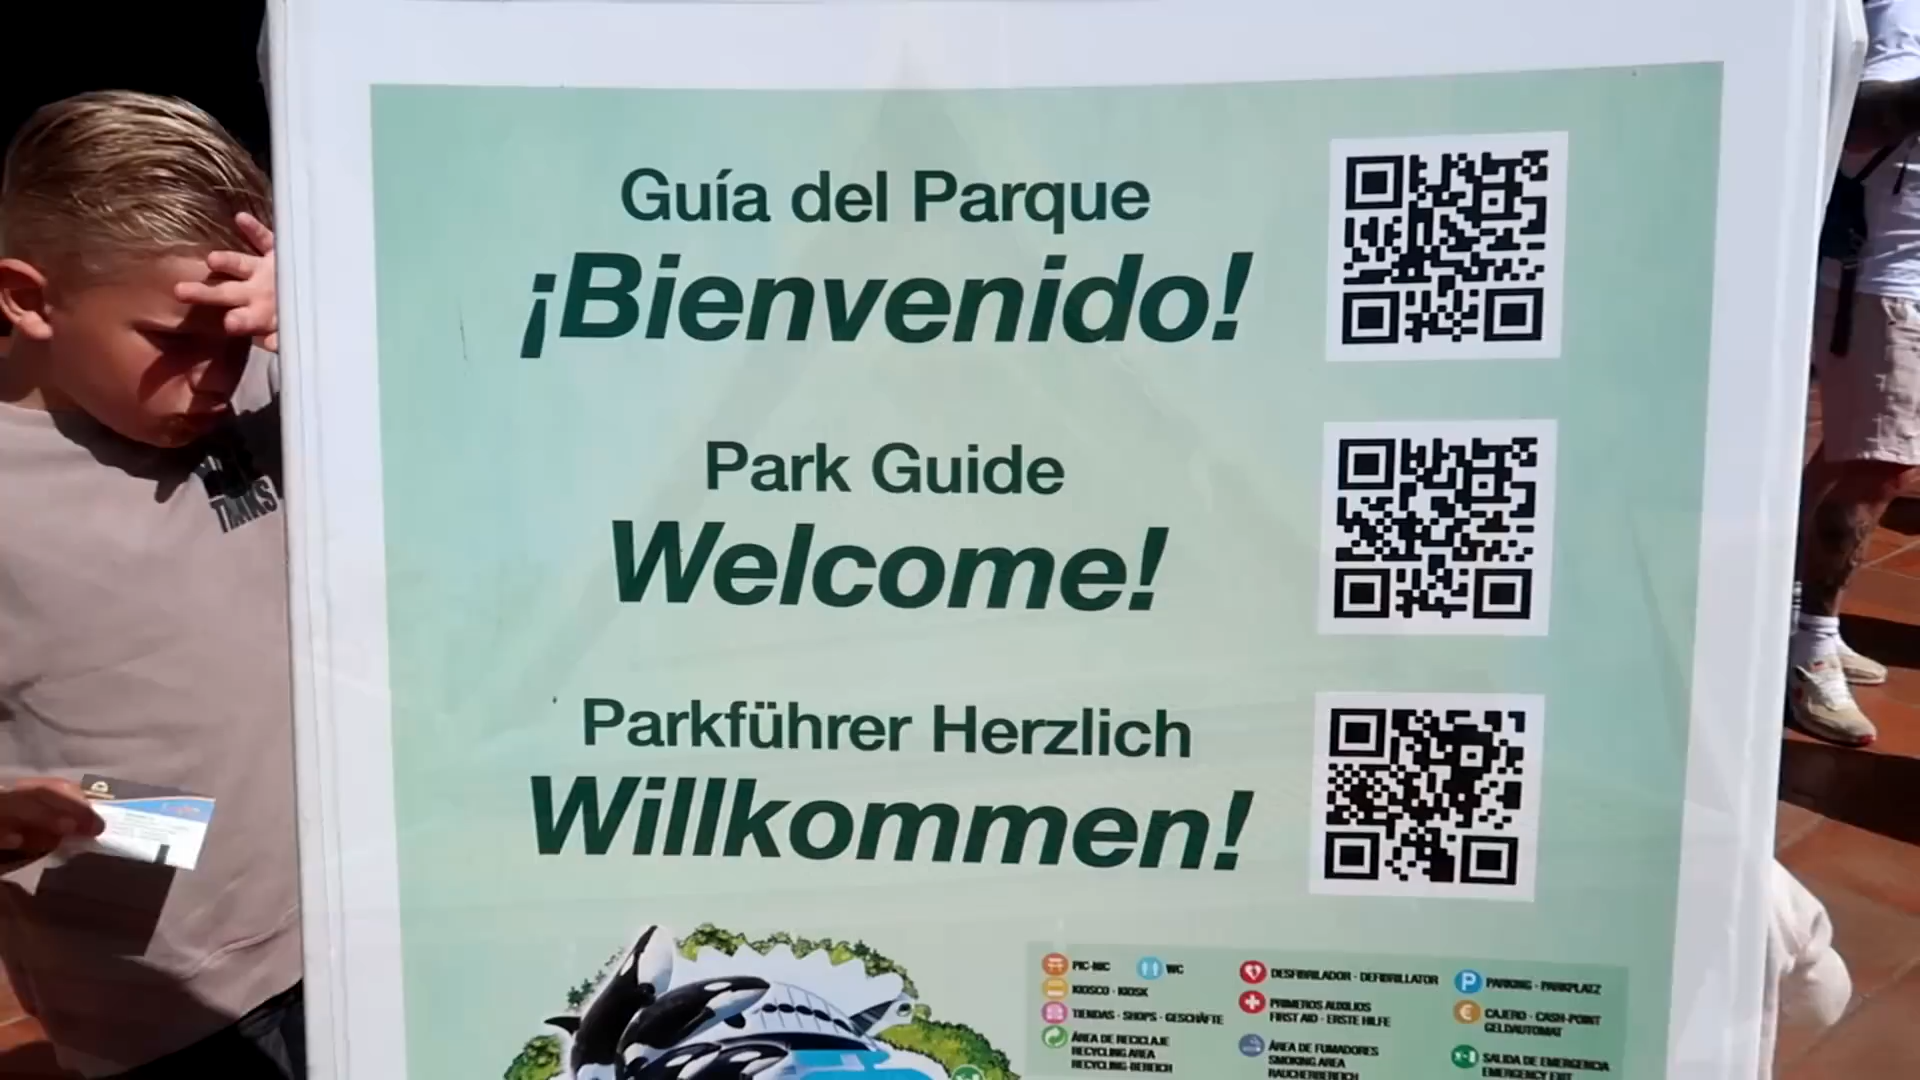 Guía del Parque
¡Bienvenido!
Park Guide
Welcome!
Parkführer Herzlich
Willkommen!
PIC-NIC
WC
KIOSCO - KIOSK
TIENDAS - SHOPS - GESCHÄFTE
ÁREA DE RECICLAJE
RECYCLING AREA
RECYCLING-BEREICH
DESFIBRILADOR - DEFIBRILLATOR
PRIMEROS AUXILIOS
FIRST AID - ERSTE HILFE
ÁREA DE FUMADORES
SMOKING AREA
RAUCHERBEREICH
P
PARKING - PARKPLATZ
€
CAJERO - CASH-POINT
GELDAUTOMAT
SALIDA DE EMERGENCIA
EMERGENCY EXIT